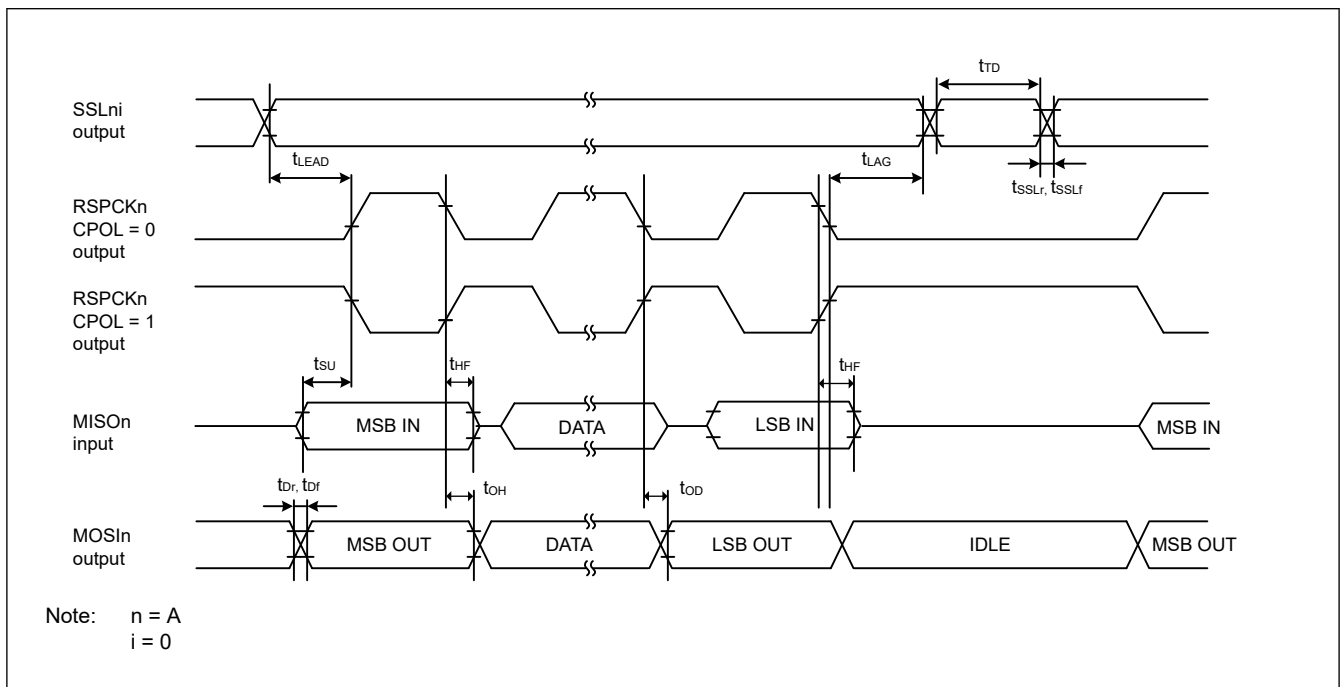 tTD
SSLni
output
tLEAD
tLAG
tSSLr, tSSLf
RSPCKn
CPOL = 0
output
RSPCKn
CPOL = 1
output
tSU
tHF
tHF
MISOn
input
MSB IN
DATA
LSB IN
MSB IN
tDr, tDf
tOH
tOD
MOSIn
output
MSB OUT
DATA
LSB OUT
IDLE
MSB OUT
Note: n = A
i = 0